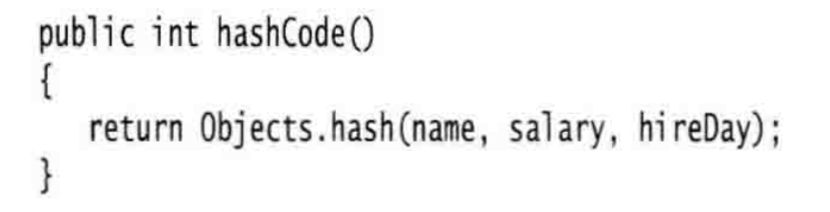 public int hashCode()
{
return Objects.hash(name, salary, hireDay);
}